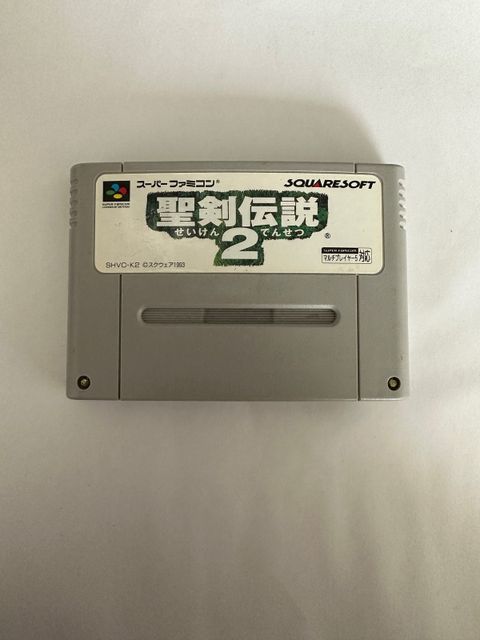 スーパーファミコン®
SQUARESOFT
聖剣伝説
せいけん でんせつ
2
®
SUPER FAMICOM
マルチプレイヤー5対応
SHVC-K2 ©スクウェア1993